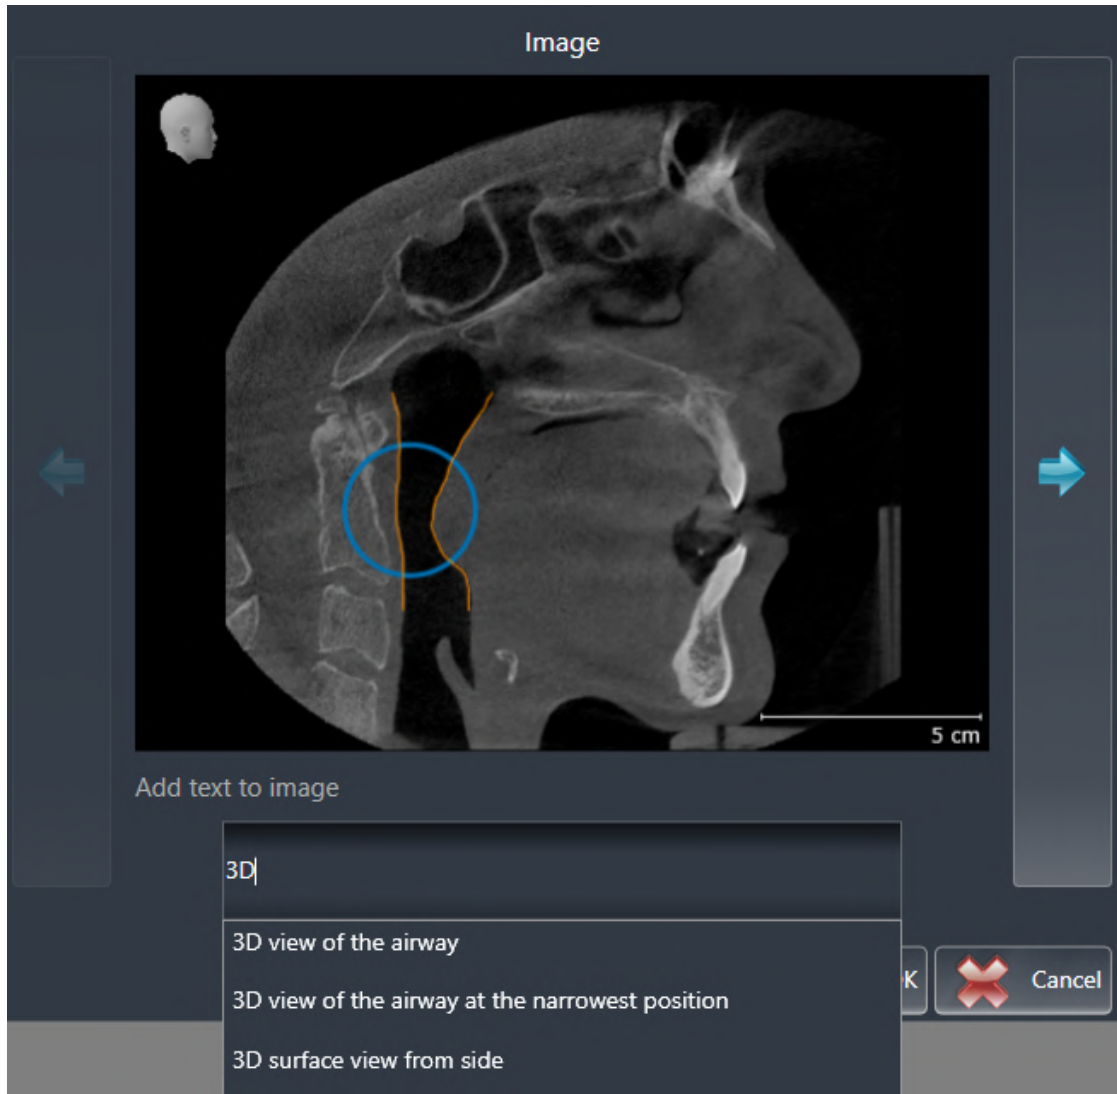 Image
5 cm
Add text to image
3D
3D view of the airway
3D view of the airway at the narrowest position
3D surface view from side
K
Cancel